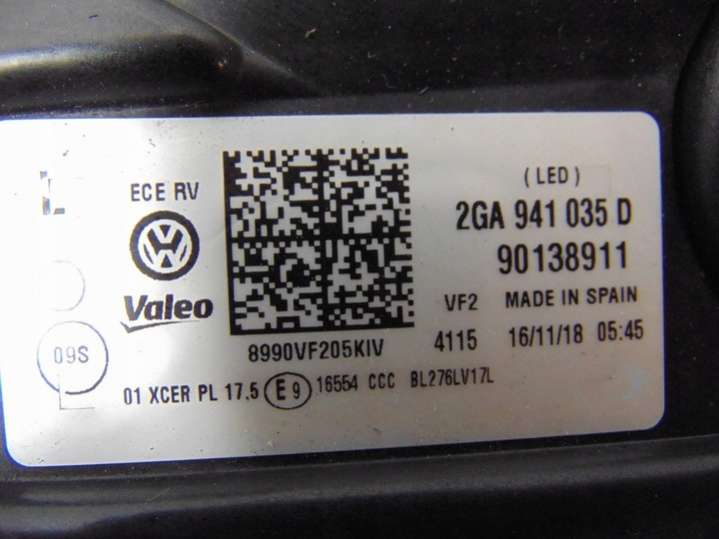 L
ECE RV
(LED)
2GA 941 035 D
90138911
Valeo
VF2 MADE IN SPAIN
8990VF205KIV
4115 16/11/18 05:45
09S
L
01 XCER PL 17.5 E9 16554 CCC BL276LV17L